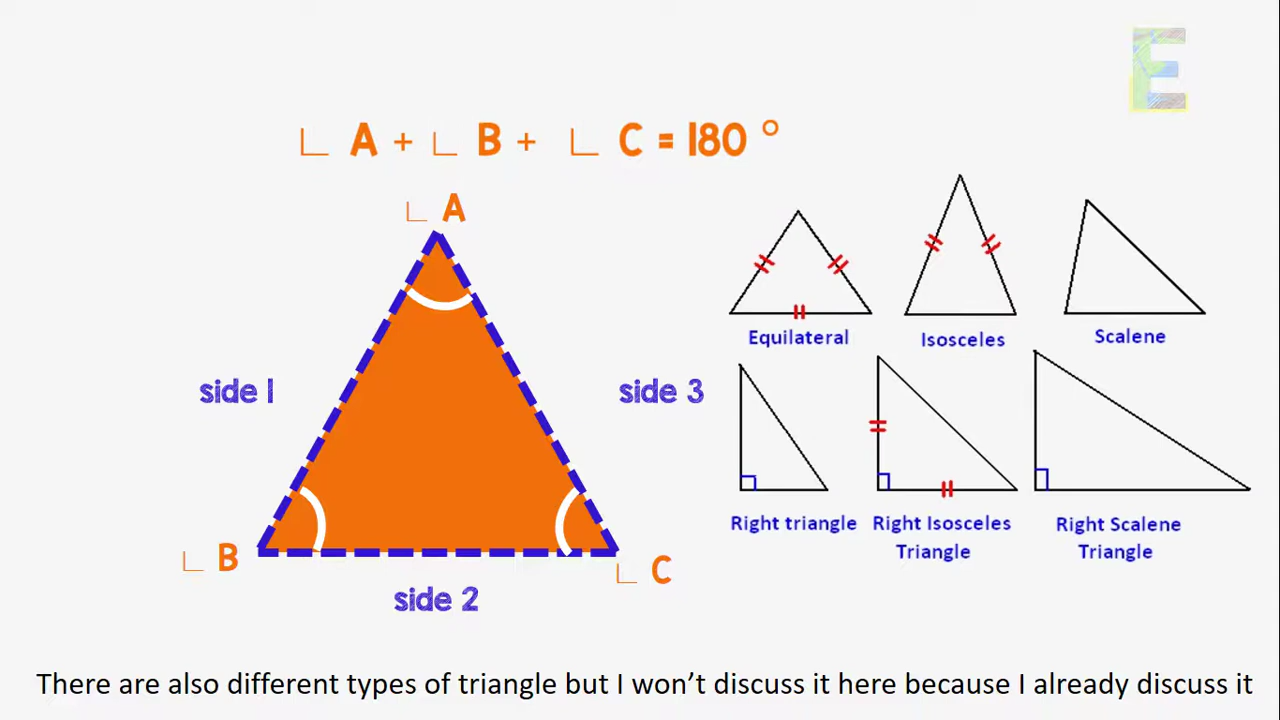 ∟ A + ∟ B + ∟ C = 180 °
∟ A
side 1
side 3
∟ B
∟ C
side 2
Equilateral
Isosceles
Scalene
Right triangle
Right Isosceles
Triangle
Right Scalene
Triangle
E
There are also different types of triangle but I won’t discuss it here because I already discuss it